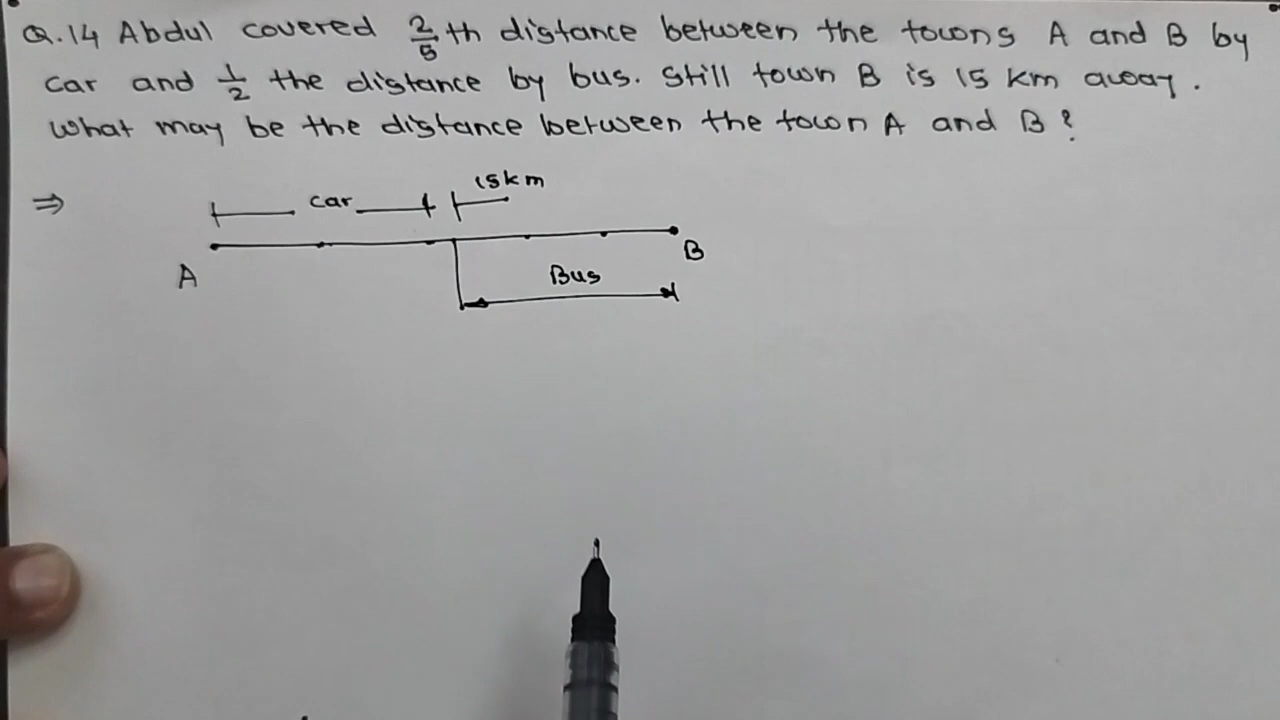 Q.14 Abdul covered 2/5 th distance between the towns A and B by
car and 1/2 the distance by bus. Still town B is 15 km away.
What may be the distance between the town A and B?
⇒ car 15km
A B
Bus